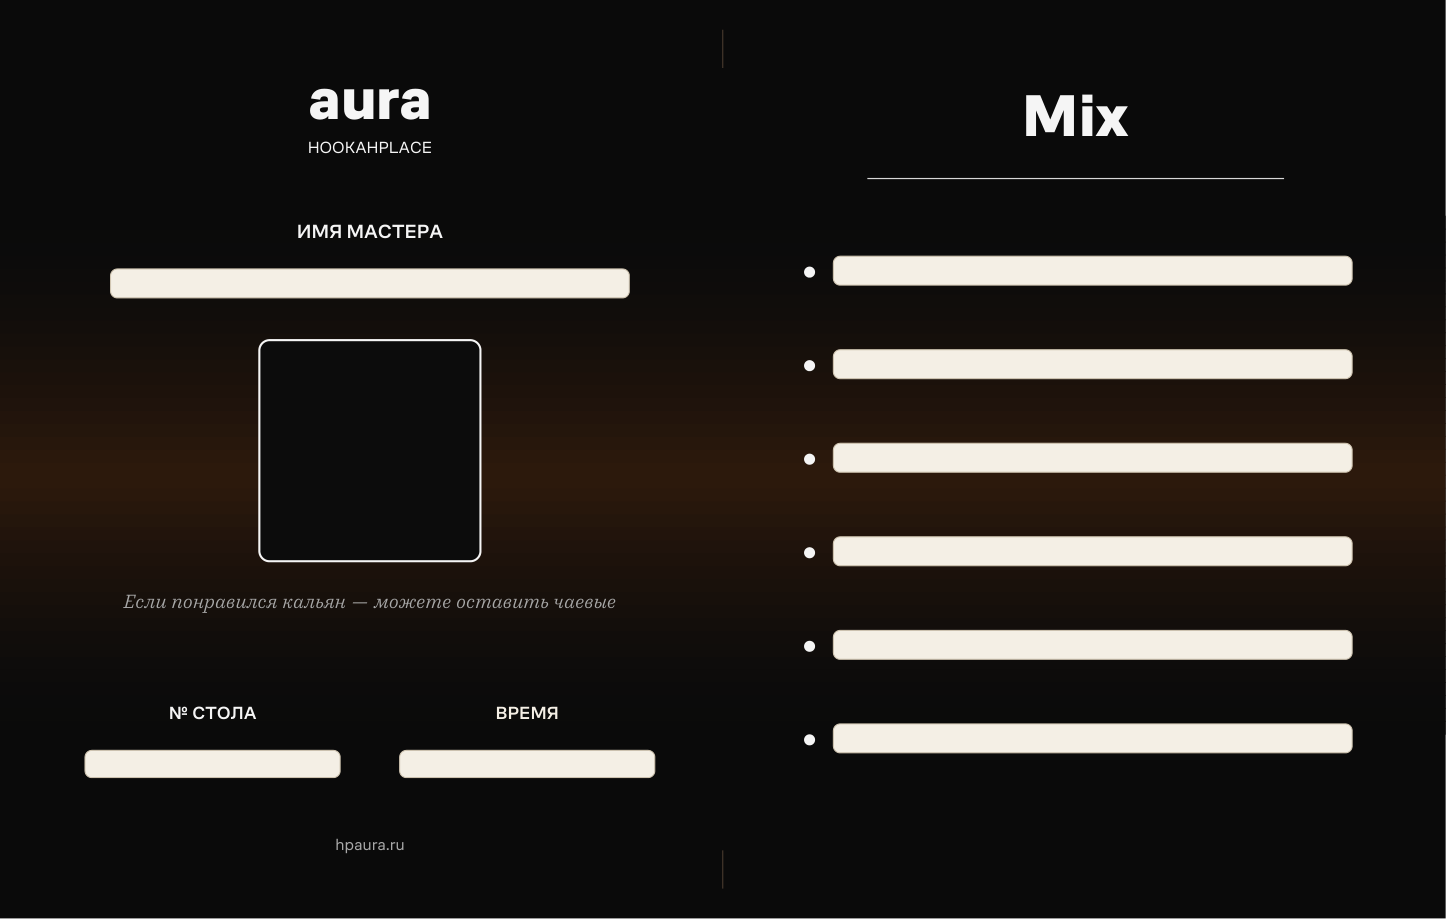 aura
HOOKAHPLACE
ИМЯ МАСТЕРА
Если понравился кальян — можете оставить чаевые
№ СТОЛА
ВРЕМЯ
hpaura.ru
Mix